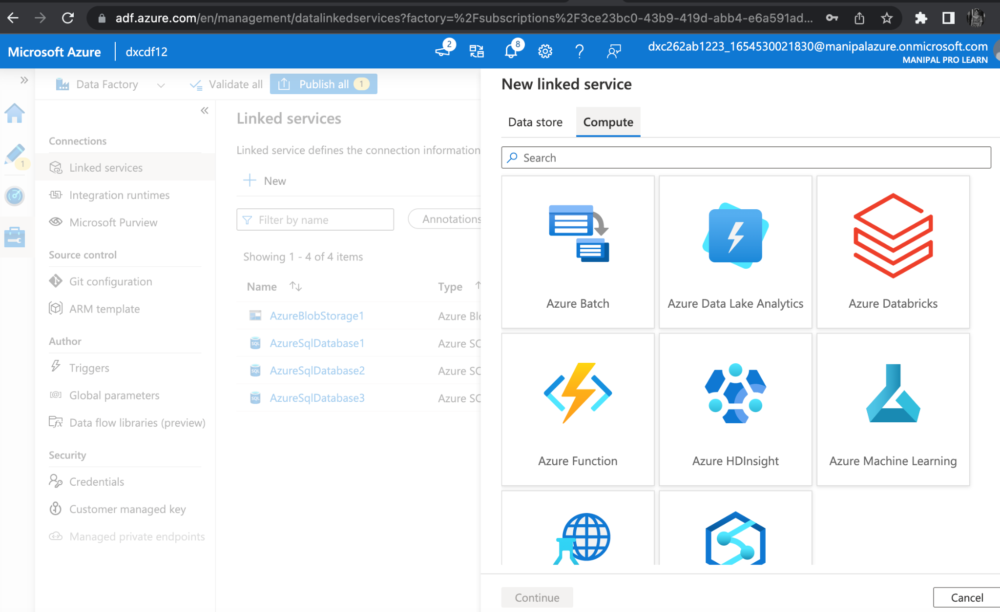 adf.azure.com/en/management/datalinkedservices?factory=%2Fsubscriptions%2F3ce23bc0-43b9-419d-abb4-e6a591ad...
Microsoft Azure
dxcdf12
2
8
dxc262ab1223_1654530021830@manipalazure.onmicrosoft.com
MANIPAL PRO LEARN
Data Factory
Validate all
Publish all 1
1
Connections
Linked services
Integration runtimes
Microsoft Purview
Source control
Git configuration
ARM template
Author
Triggers
Global parameters
Data flow libraries (preview)
Security
Credentials
Customer managed key
Managed private endpoints
Linked services
Linked service defines the connection information
New
Filter by name
Annotations
Showing 1 - 4 of 4 items
Name Type
AzureBlobStorage1 Azure Blo
AzureSqlDatabase1 Azure SQ
AzureSqlDatabase2 Azure SQ
AzureSqlDatabase3 Azure SQ
New linked service
Data store Compute
Search
Azure Batch
Azure Data Lake Analytics
Azure Databricks
Azure Function
Azure HDInsight
Azure Machine Learning
Continue
Cancel